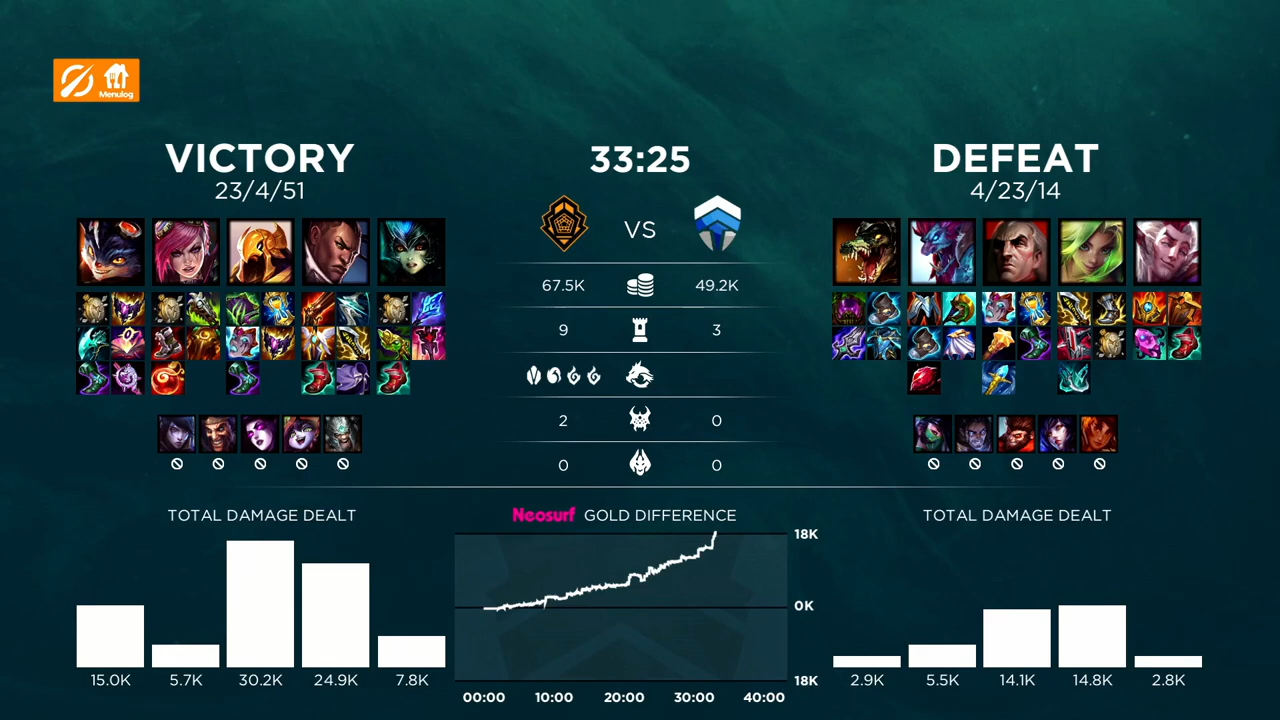 Menulog
VICTORY
23/4/51
33:25
VS
DEFEAT
4/23/14
67.5K
49.2K
9
3
2
0
0
0
TOTAL DAMAGE DEALT
15.0K
5.7K
30.2K
24.9K
7.8K
Neosurf GOLD DIFFERENCE
18K
0K
18K
00:00
10:00
20:00
30:00
40:00
TOTAL DAMAGE DEALT
2.9K
5.5K
14.1K
14.8K
2.8K